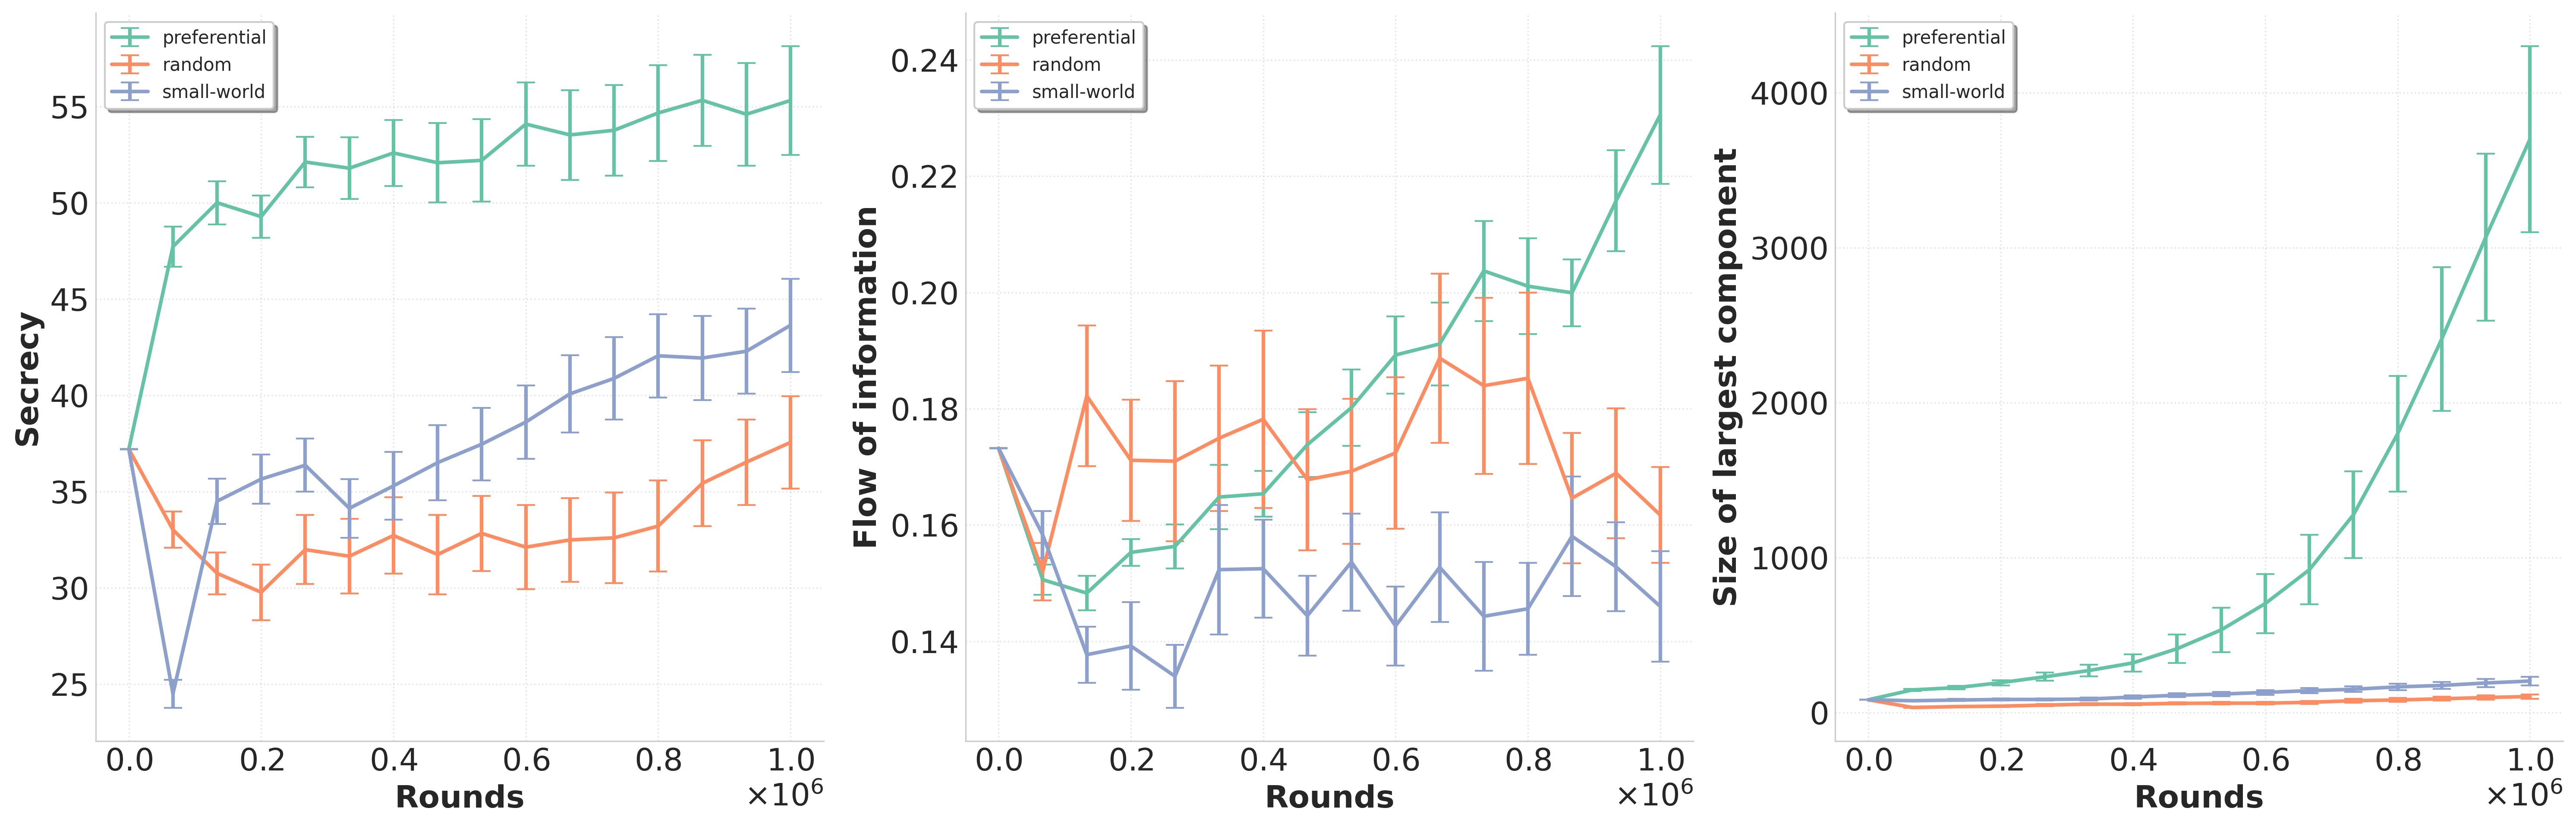 preferential
random
small-world
Secrecy
55
50
45
40
35
30
25
0.0 0.2 0.4 0.6 0.8 1.0
Rounds
×10⁶
preferential
random
small-world
Flow of information
0.24
0.22
0.20
0.18
0.16
0.14
0.0 0.2 0.4 0.6 0.8 1.0
Rounds
×10⁶
preferential
random
small-world
Size of largest component
4000
3000
2000
1000
0
0.0 0.2 0.4 0.6 0.8 1.0
Rounds
×10⁶